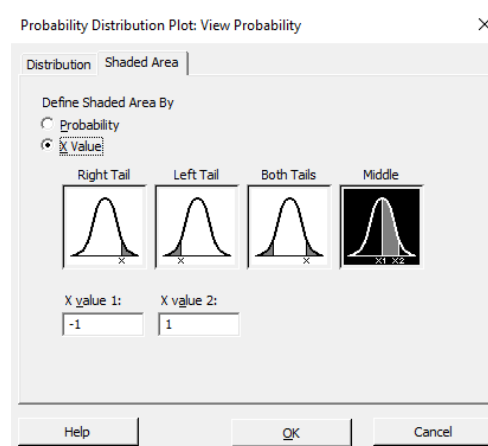 Probability Distribution Plot: View Probability
Distribution Shaded Area
Define Shaded Area By
Probability
X Value
Right Tail Left Tail Both Tails Middle
X X X X1 X2
X value 1: X value 2:
-1 1
Help OK Cancel